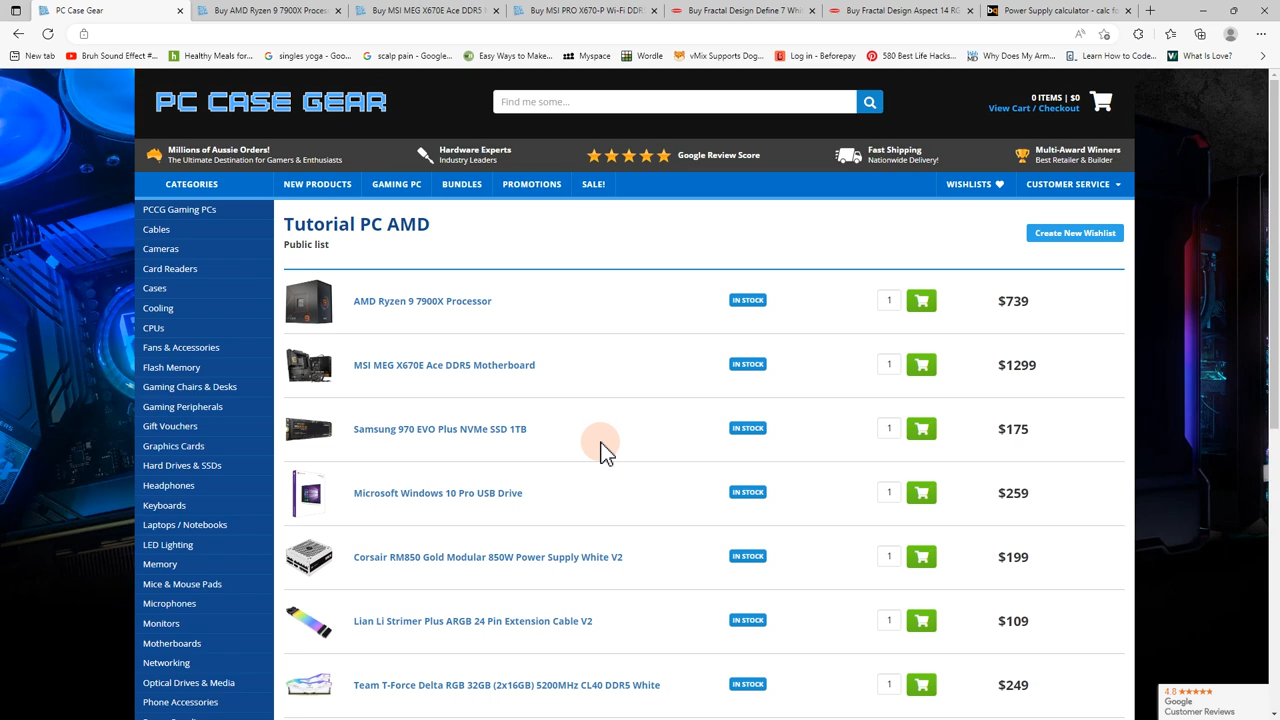 PC Case Gear
Buy AMD Ryzen 9 7900X Proces
Buy MSI MEG X670E Ace DDR5
Buy MSI PRO X670-P Wi-Fi DDR
Buy Fractal Design Define 7 Whi
Buy Fractal Design Aspect 14 RG
Power Supply calculator - calc fo
New tab
Bruh Sound Effect #...
Healthy Meals for...
singles yoga - Goo...
scalp pain - Google...
Easy Ways to Make...
Myspace
Wordle
vMix Supports Dog...
Log in - Beforepay
580 Best Life Hacks...
Why Does My Arm...
Learn How to Code...
What Is Love?
PC CASE GEAR
Find me some...
0 ITEMS | $0
View Cart / Checkout
Millions of Aussie Orders!
The Ultimate Destination for Gamers & Enthusiasts
Hardware Experts
Industry Leaders
Google Review Score
Fast Shipping
Nationwide Delivery!
Multi-Award Winners
Best Retailer & Builder
CATEGORIES
NEW PRODUCTS
GAMING PC
BUNDLES
PROMOTIONS
SALE!
WISHLISTS
CUSTOMER SERVICE
PCCG Gaming PCs
Cables
Cameras
Card Readers
Cases
Cooling
CPUs
Fans & Accessories
Flash Memory
Gaming Chairs & Desks
Gaming Peripherals
Gift Vouchers
Graphics Cards
Hard Drives & SSDs
Headphones
Keyboards
Laptops / Notebooks
LED Lighting
Memory
Mice & Mouse Pads
Microphones
Monitors
Motherboards
Networking
Optical Drives & Media
Phone Accessories
Tutorial PC AMD
Public list
Create New Wishlist
AMD Ryzen 9 7900X Processor IN STOCK 1 $739
MSI MEG X670E Ace DDR5 Motherboard IN STOCK 1 $1299
Samsung 970 EVO Plus NVMe SSD 1TB IN STOCK 1 $175
Microsoft Windows 10 Pro USB Drive IN STOCK 1 $259
Corsair RM850 Gold Modular 850W Power Supply White V2 IN STOCK 1 $199
Lian Li Strimer Plus ARGB 24 Pin Extension Cable V2 IN STOCK 1 $109
Team T-Force Delta RGB 32GB (2x16GB) 5200MHz CL40 DDR5 White IN STOCK 1 $249
4.8
Google
Customer Reviews